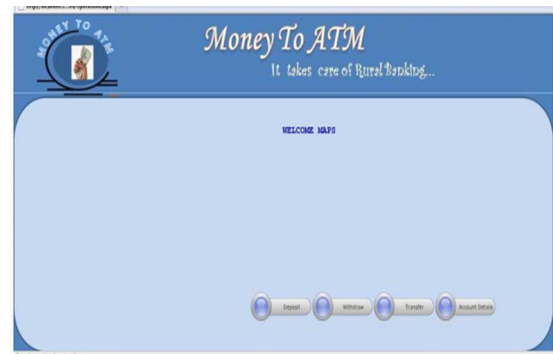 MONEY TO ATM
Money To ATM
It takes care of Rural Banking...
WELCOME MAPS
Deposit
Withdraw
Transfer
Account Details